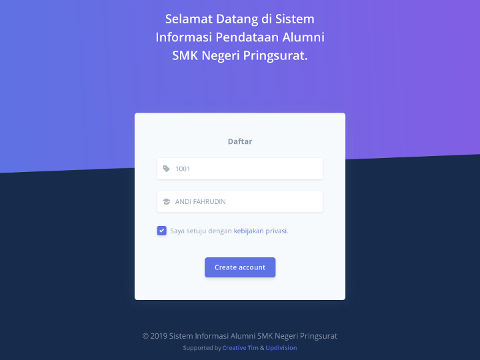 Selamat Datang di Sistem
Informasi Pendataan Alumni
SMK Negeri Pringsurat.
Daftar
1001
ANDI FAHRUDIN
Saya setuju dengan kebijakan privasi.
Create account
© 2019 Sistem Informasi Alumni SMK Negeri Pringsurat
Supported by Creative Tim & Updivision